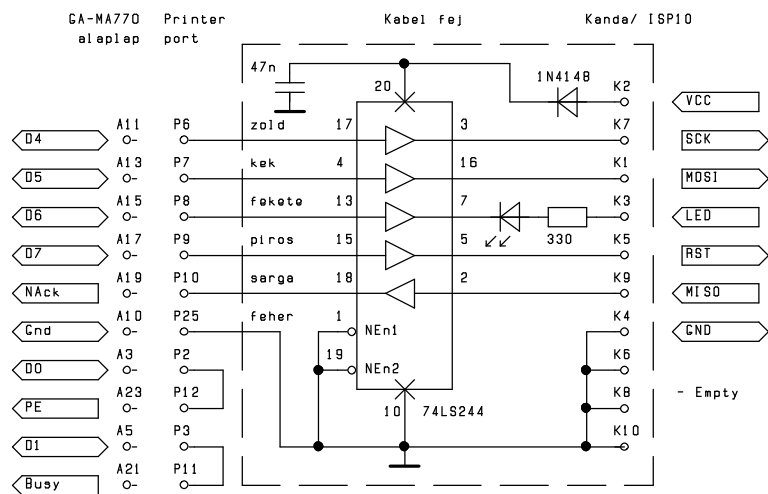 GA-MA770 Printer Kabel fej Kanda/ ISP10
alaplap port
47n 1N4148 K2
20 VCC
A11 P6 zold 17 3 K7
D4 SCK
A13 P7 kek 4 16 K1
D5 MOSI
A15 P8 fekete 13 7 K3
D6 LED
A17 P9 piros 15 5 330 K5
D7 RST
A19 P10 sarga 18 2 K9
NAck MISO
A10 P25 feher 1 K4
Gnd NEn1 GND
A3 P2 19 K6
D0 NEn2
A23 P12 K8
PE 10 74LS244 - Empty
A5 P3 K10
D1
A21 P11
Busy